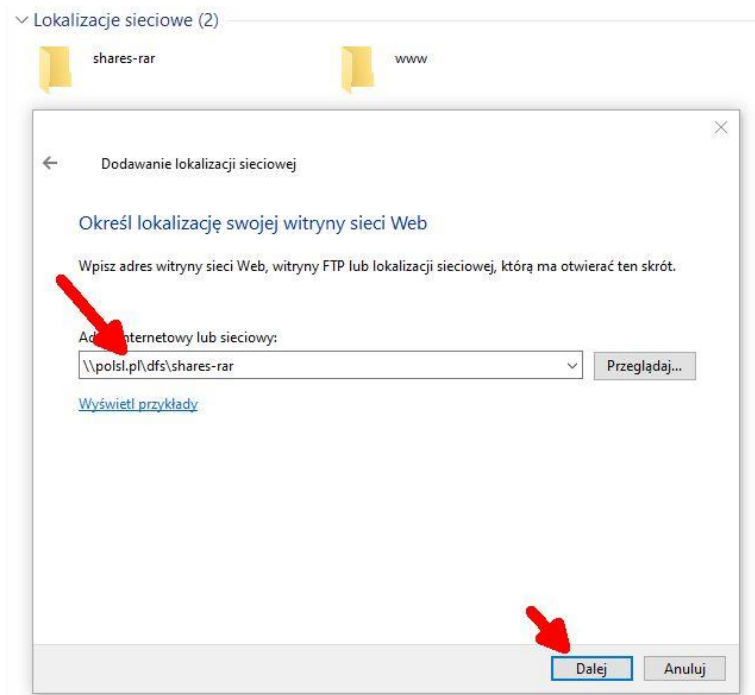 Lokalizacje sieciowe (2)
shares-rar
www
Dodawanie lokalizacji sieciowej
Określ lokalizację swojej witryny sieci Web
Wpisz adres witryny sieci Web, witryny FTP lub lokalizacji sieciowej, którą ma otwierać ten skrót.
internetowy lub sieciowy:
\\polsl.pl\dfs\shares-rar
Przeglądaj...
Wyświetl przykłady
Dalej
Anuluj